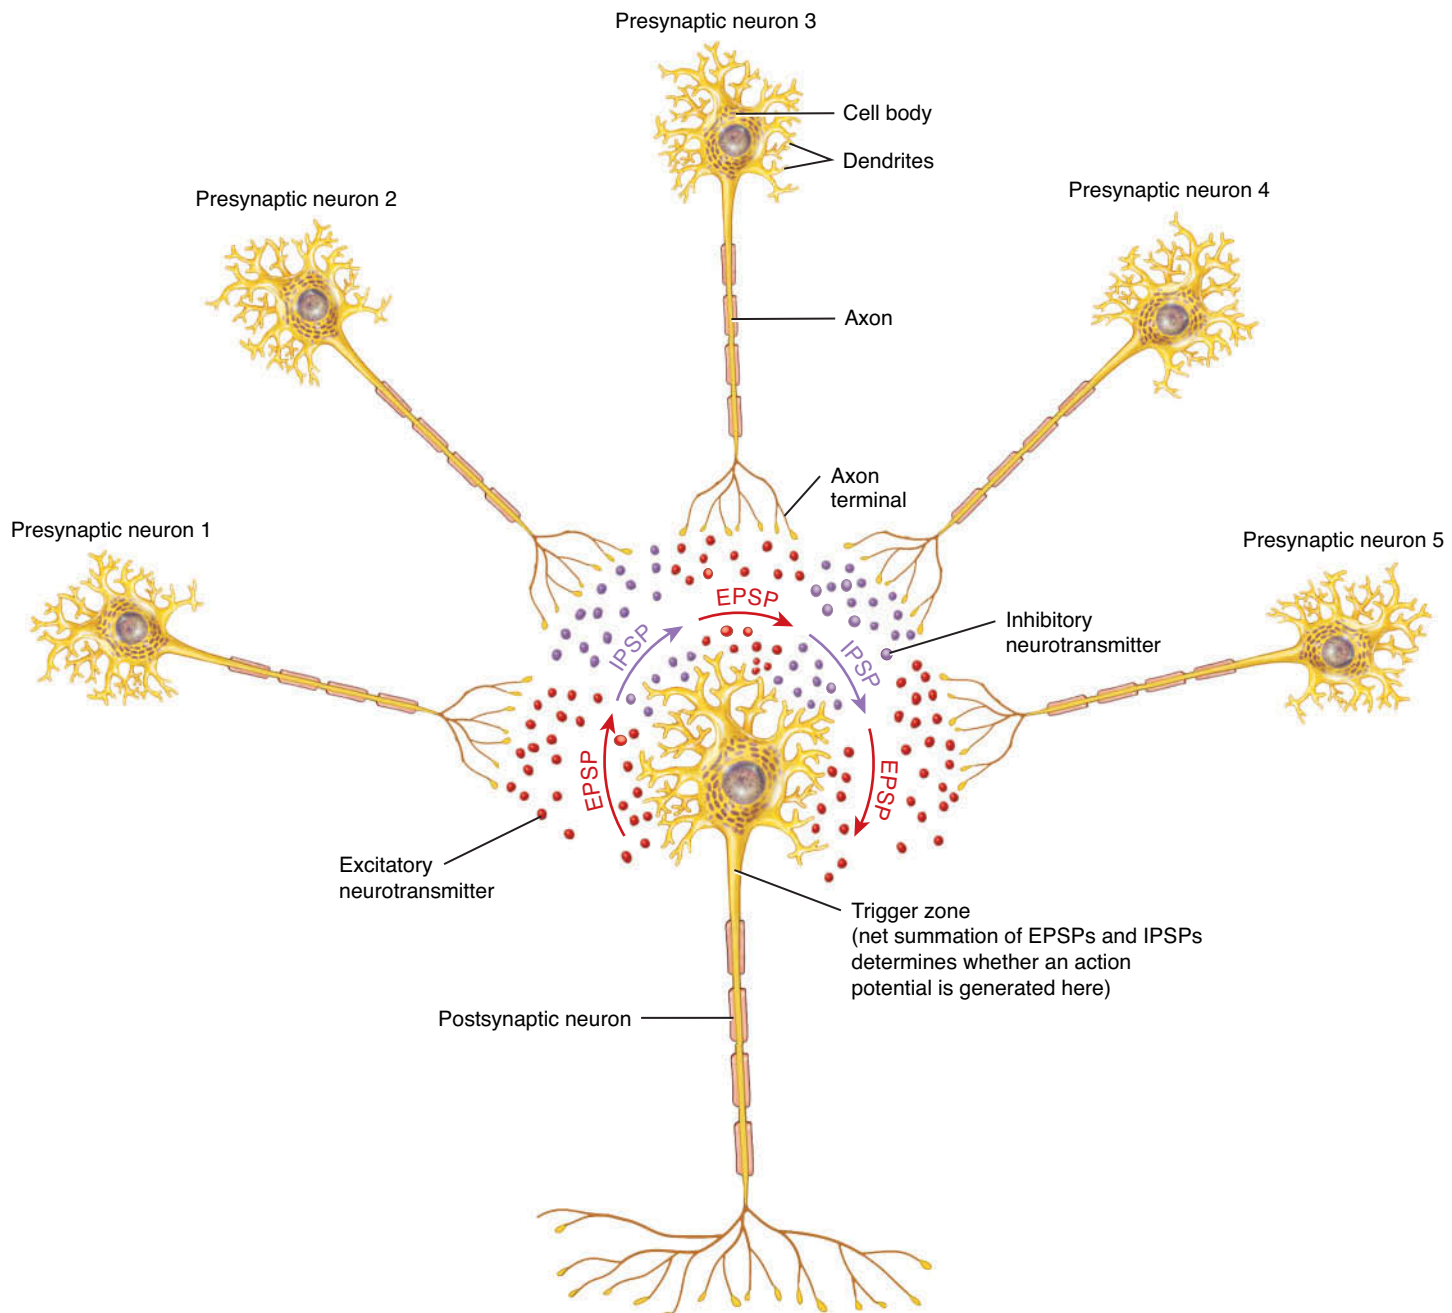 Presynaptic neuron 3
Cell body
Dendrites
Presynaptic neuron 2
Presynaptic neuron 4
Axon
Axon
terminal
Presynaptic neuron 1
Presynaptic neuron 5
EPSP
IPSP
IPSP
Inhibitory
neurotransmitter
EPSP
EPSP
Excitatory
neurotransmitter
Trigger zone
(net summation of EPSPs and IPSPs
determines whether an action
potential is generated here)
Postsynaptic neuron